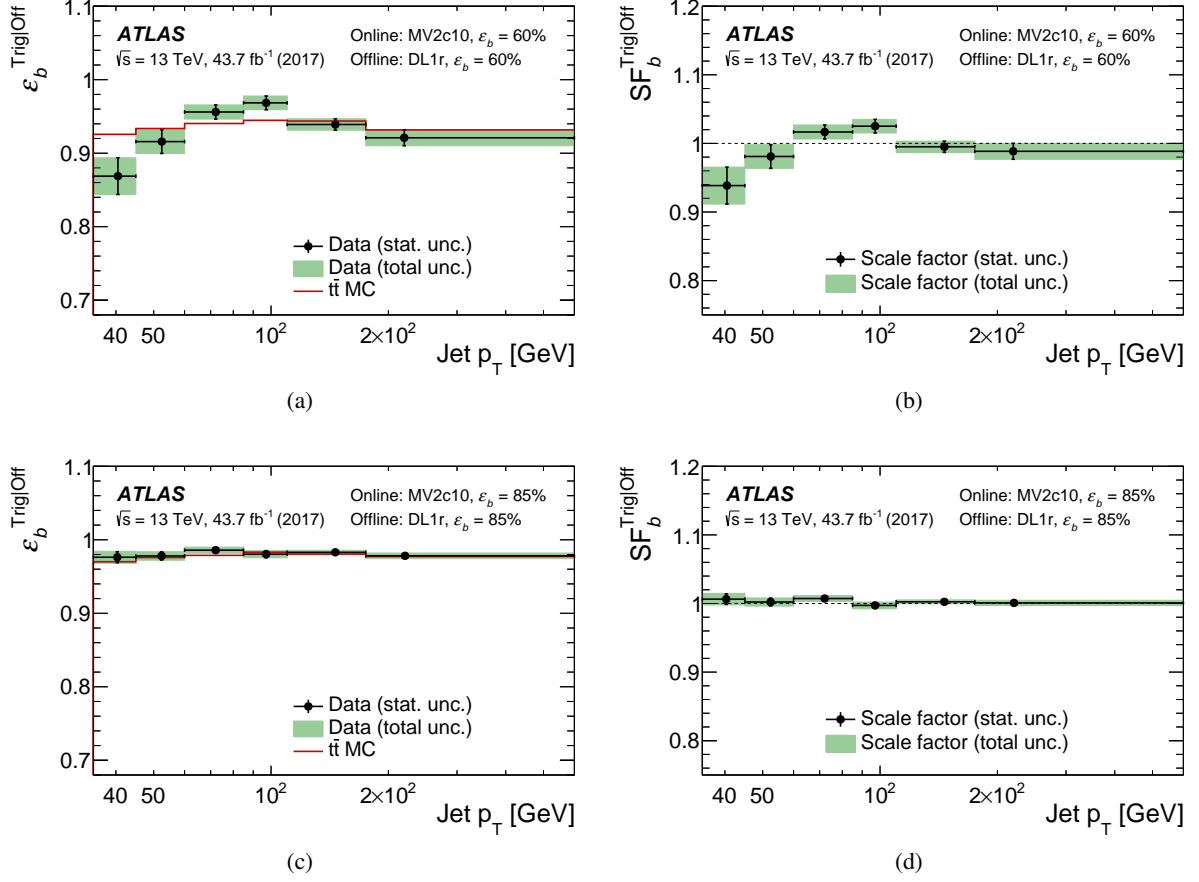 ε_b^Trig|Off
1.1
1
0.9
0.8
0.7
ATLAS
√s = 13 TeV, 43.7 fb⁻¹ (2017)
Online: MV2c10, ε_b = 60%
Offline: DL1r, ε_b = 60%
Data (stat. unc.)
Data (total unc.)
tt̄ MC
40 50 10² 2×10²
Jet p_T [GeV]
(a)
SF_b^Trig|Off
1.2
1.1
1
0.9
0.8
ATLAS
√s = 13 TeV, 43.7 fb⁻¹ (2017)
Online: MV2c10, ε_b = 60%
Offline: DL1r, ε_b = 60%
Scale factor (stat. unc.)
Scale factor (total unc.)
40 50 10² 2×10²
Jet p_T [GeV]
(b)
ε_b^Trig|Off
1.1
1
0.9
0.8
0.7
ATLAS
√s = 13 TeV, 43.7 fb⁻¹ (2017)
Online: MV2c10, ε_b = 85%
Offline: DL1r, ε_b = 85%
Data (stat. unc.)
Data (total unc.)
tt̄ MC
40 50 10² 2×10²
Jet p_T [GeV]
(c)
SF_b^Trig|Off
1.2
1.1
1
0.9
0.8
ATLAS
√s = 13 TeV, 43.7 fb⁻¹ (2017)
Online: MV2c10, ε_b = 85%
Offline: DL1r, ε_b = 85%
Scale factor (stat. unc.)
Scale factor (total unc.)
40 50 10² 2×10²
Jet p_T [GeV]
(d)